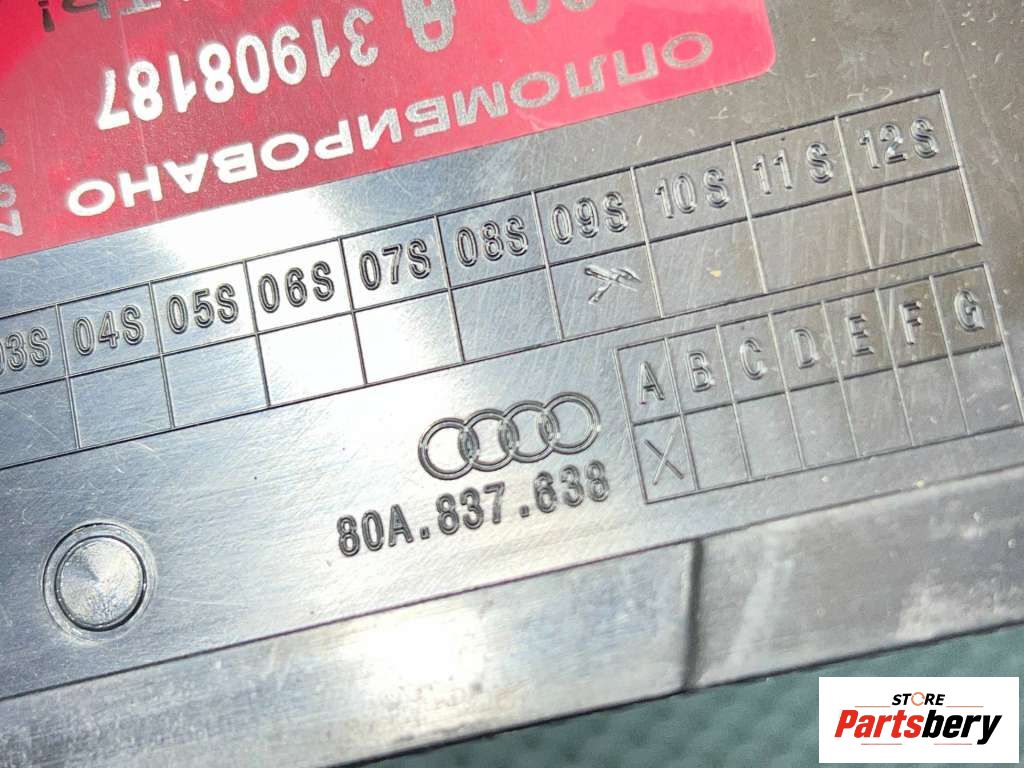 ОПЛОМБИРОВАНО
31908187
03S 04S 05S 06S 07S 08S 09S 10S 11S 12S
A B C D E F G
X
80A.837.638
STORE
Partsbery